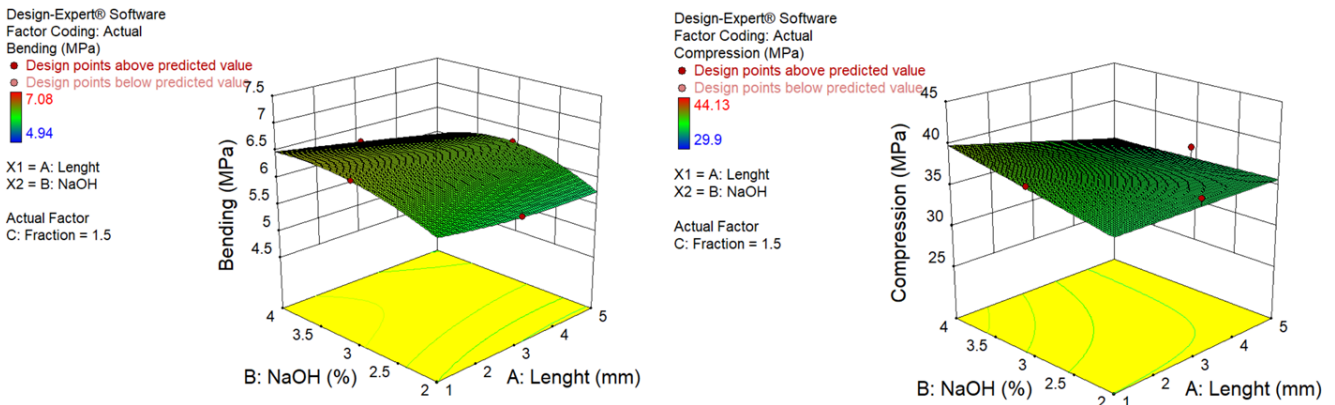 Design-Expert® Software
Factor Coding: Actual
Bending (MPa)
Design points above predicted value
Design points below predicted value
7.08
4.94
X1 = A: Lenght
X2 = B: NaOH
Actual Factor
C: Fraction = 1.5
7.5
7
6.5
6
5.5
5
4.5
Bending (MPa)
4
3.5
3
2.5
2
B: NaOH (%)
1
2
3
4
5
A: Lenght (mm)
Design-Expert® Software
Factor Coding: Actual
Compression (MPa)
Design points above predicted value
Design points below predicted value
44.13
29.9
X1 = A: Lenght
X2 = B: NaOH
Actual Factor
C: Fraction = 1.5
45
40
35
30
25
Compression (MPa)
4
3.5
3
2.5
2
B: NaOH (%)
1
2
3
4
5
A: Lenght (mm)